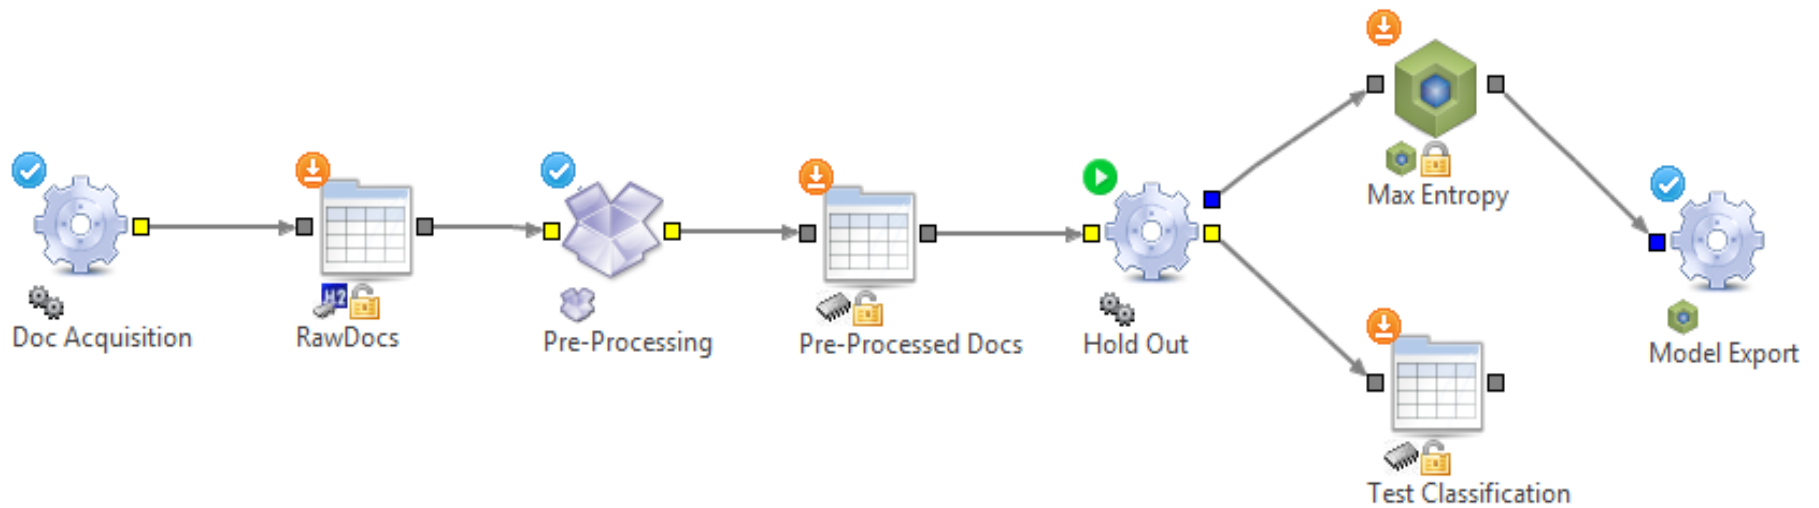 Doc Acquisition
H2
RawDocs
Pre-Processing
Pre-Processed Docs
Hold Out
Max Entropy
Test Classification
Model Export